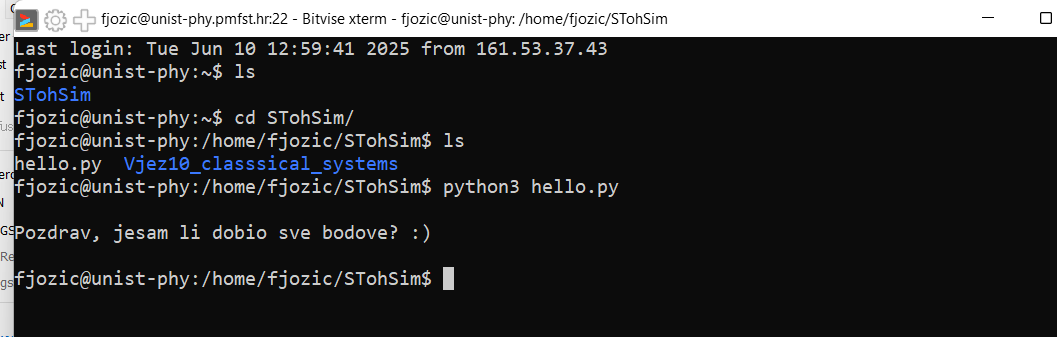 fjozic@unist-phy.pmfst.hr:22 - Bitvise xterm - fjozic@unist-phy: /home/fjozic/STohSim
Last login: Tue Jun 10 12:59:41 2025 from 161.53.37.43
fjozic@unist-phy:~$ ls
STohSim
fjozic@unist-phy:~$ cd STohSim/
fjozic@unist-phy:/home/fjozic/STohSim$ ls
hello.py  Vjez10_classsical_systems
fjozic@unist-phy:/home/fjozic/STohSim$ python3 hello.py
Pozdrav, jesam li dobio sve bodove? :)
fjozic@unist-phy:/home/fjozic/STohSim$